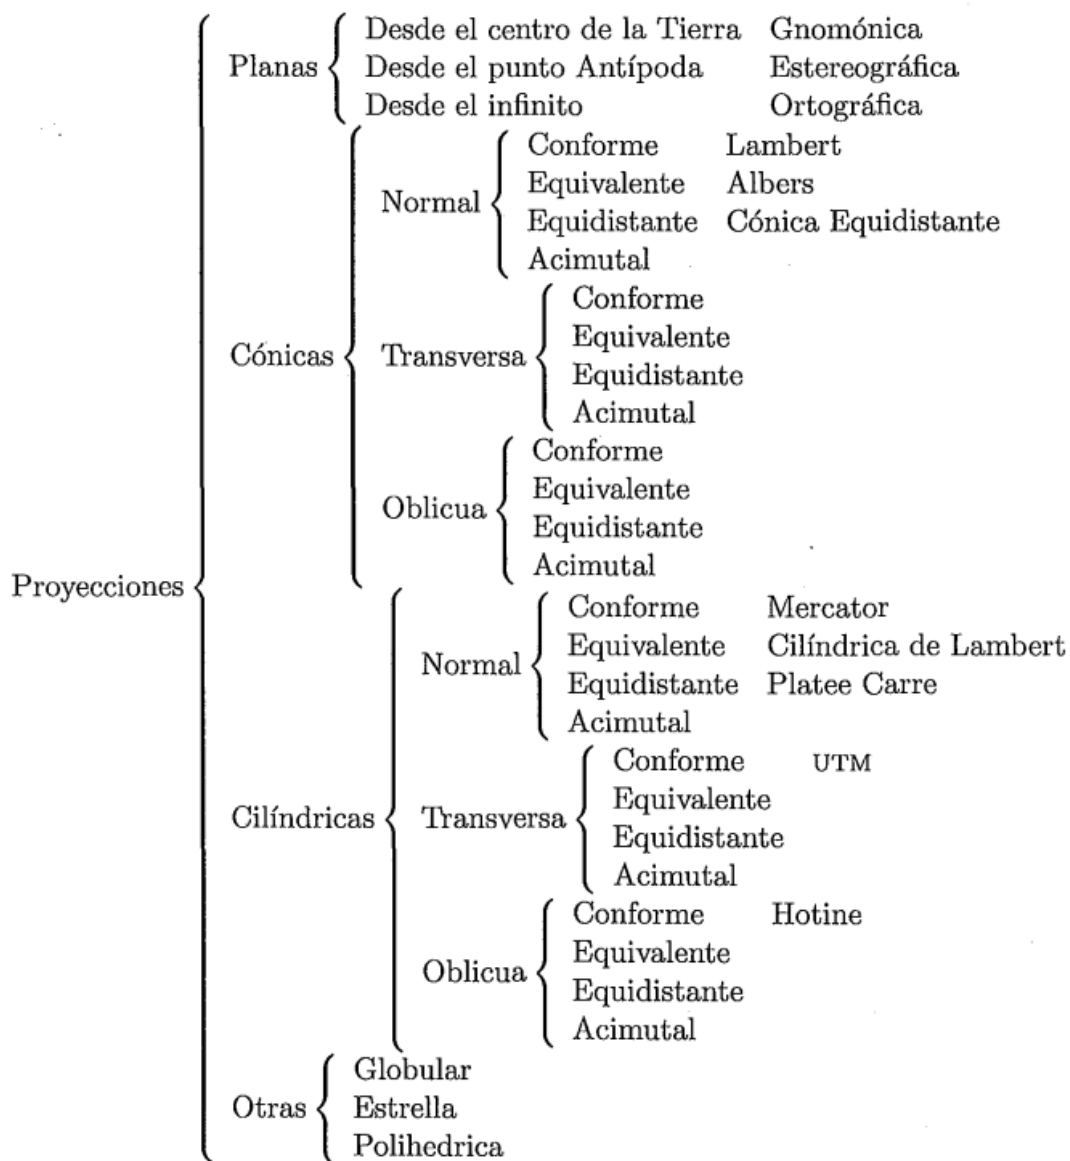 Desde el centro de la Tierra Gnomónica
Planas Desde el punto Antípoda Estereográfica
Desde el infinito Ortográfica
Conforme Lambert
Equivalente Albers
Normal
Equidistante Cónica Equidistante
Acimutal
Conforme
Equivalente
Cónicas Transversa
Equidistante
Acimutal
Conforme
Equivalente
Oblicua
Equidistante
Acimutal
Proyecciones
Conforme Mercator
Equivalente Cilíndrica de Lambert
Normal
Equidistante Platee Carre
Acimutal
Conforme UTM
Equivalente
Cilíndricas Transversa
Equidistante
Acimutal
Conforme Hotine
Equivalente
Oblicua
Equidistante
Acimutal
Globular
Otras Estrella
Polihedrica